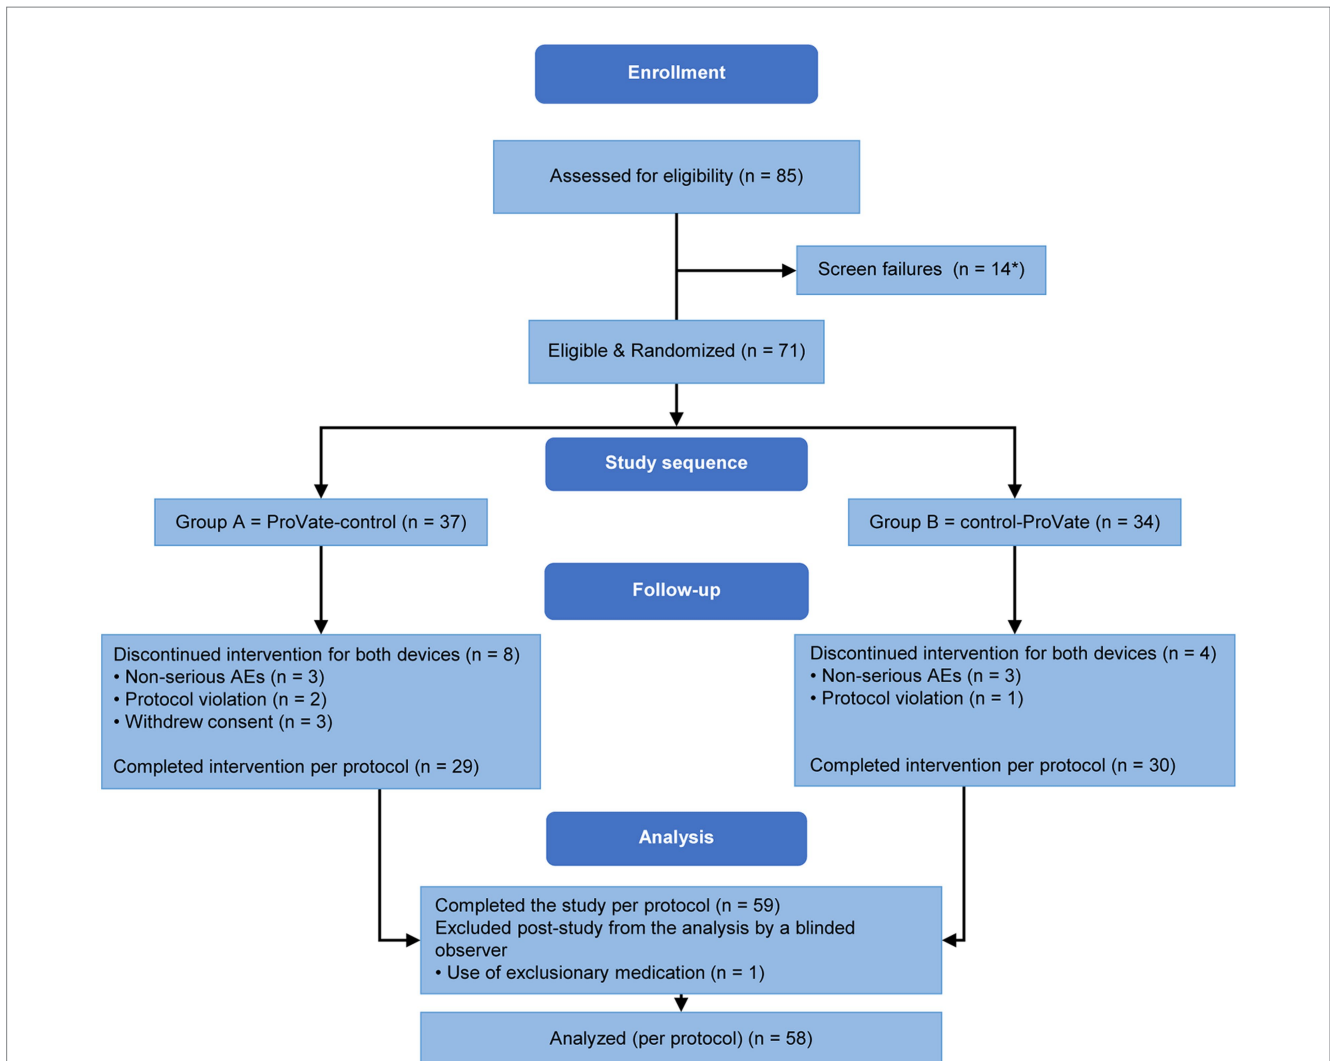 Enrollment
Assessed for eligibility (n = 85)
Screen failures (n = 14*)
Eligible & Randomized (n = 71)
Study sequence
Group A = ProVate-control (n = 37)
Group B = control-ProVate (n = 34)
Follow-up
Discontinued intervention for both devices (n = 8)
• Non-serious AEs (n = 3)
• Protocol violation (n = 2)
• Withdrew consent (n = 3)
Completed intervention per protocol (n = 29)
Discontinued intervention for both devices (n = 4)
• Non-serious AEs (n = 3)
• Protocol violation (n = 1)
Completed intervention per protocol (n = 30)
Analysis
Completed the study per protocol (n = 59)
Excluded post-study from the analysis by a blinded
observer
• Use of exclusionary medication (n = 1)
Analyzed (per protocol) (n = 58)